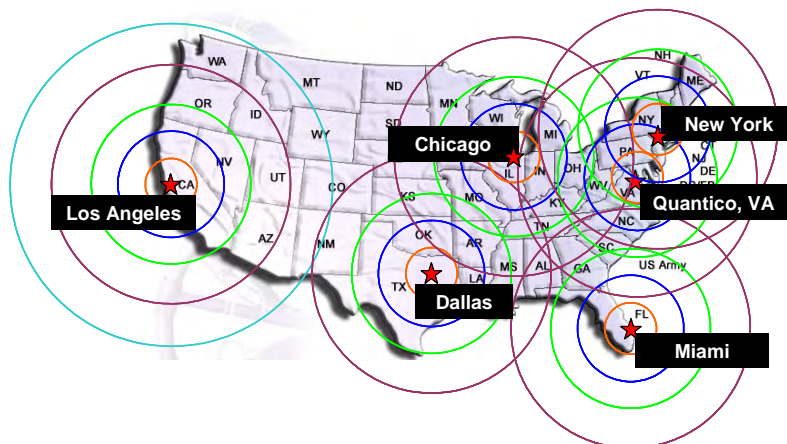 NH
WA
VT
ME
MT
ND
MN
OR
WI
NY
ID
MI
New York
WY
SD
Chicago
PA
NJ
OH
IL
IN
NV
DE
UT
CO
WV
CA
KS
MO
VA
KY
Quantico, VA
Los Angeles
NC
TN
OK
AR
AZ
NM
SC
MS
AL
GA
US Army
LA
TX
Dallas
FL
Miami